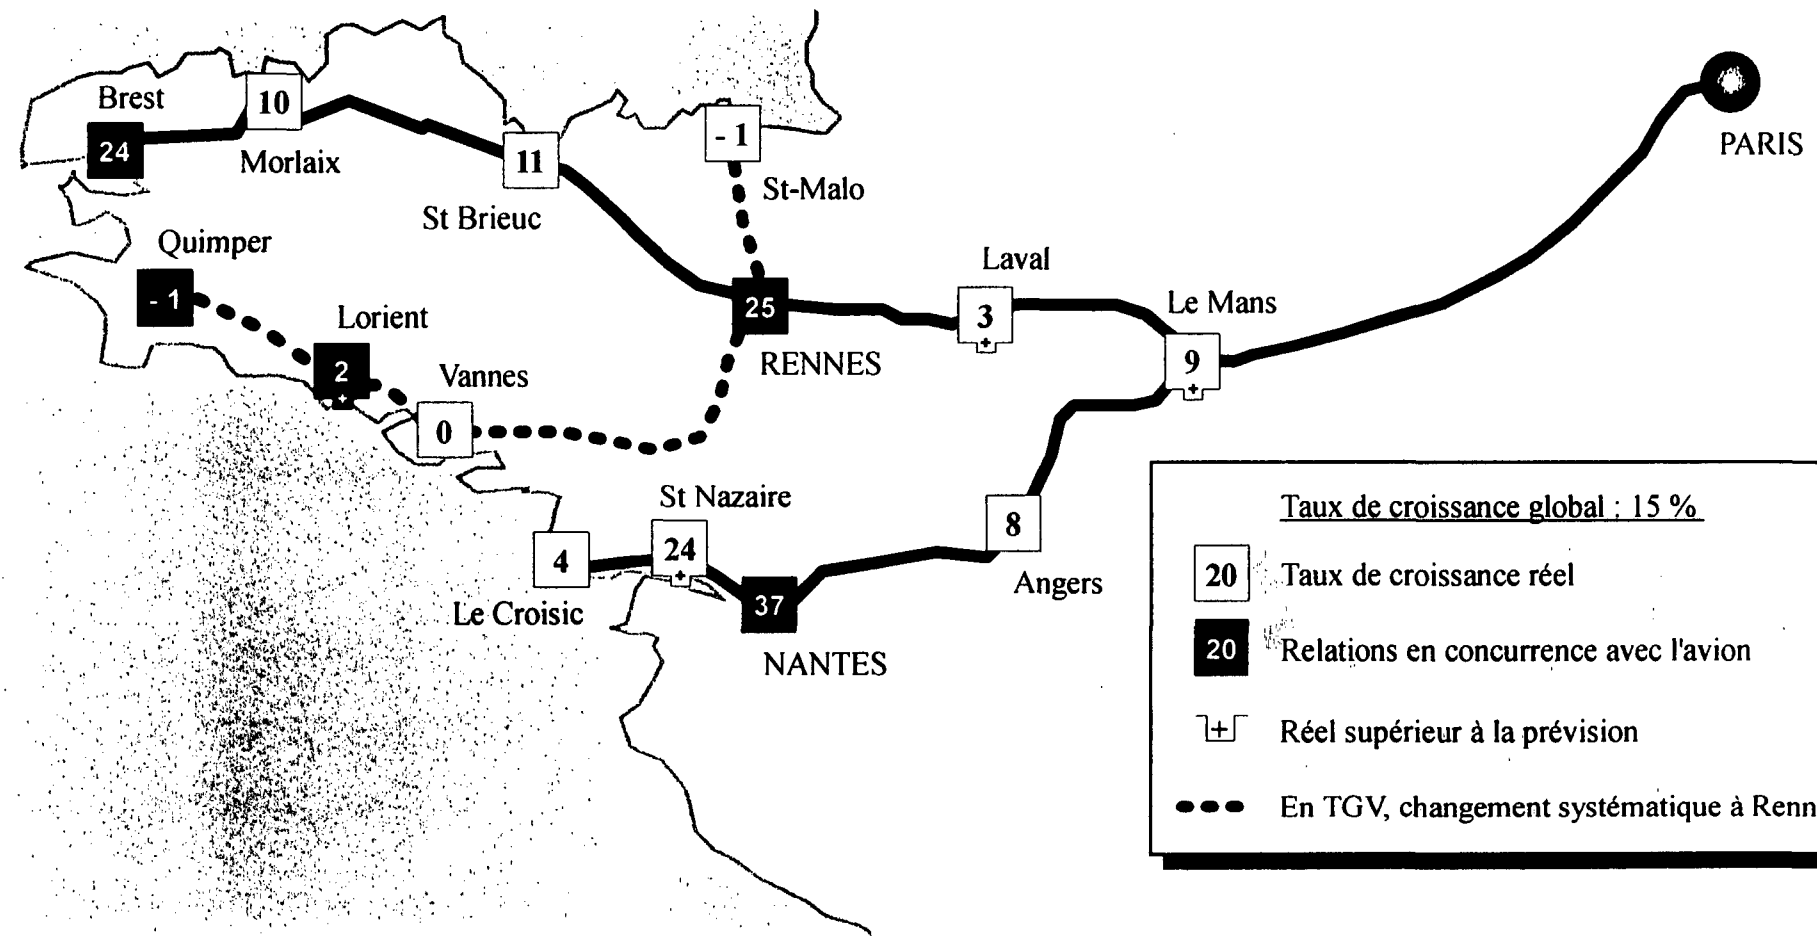 Brest
24
10
Morlaix
11
St Brieuc
- 1
St-Malo
PARIS
Quimper
- 1
Lorient
2
+
Vannes
0
25
RENNES
Laval
3
+
Le Mans
9
+
St Nazaire
24
+
4
Le Croisic
37
NANTES
8
Angers
Taux de croissance global : 15 %
20 Taux de croissance réel
20 Relations en concurrence avec l'avion
+ Réel supérieur à la prévision
En TGV, changement systématique à Renn